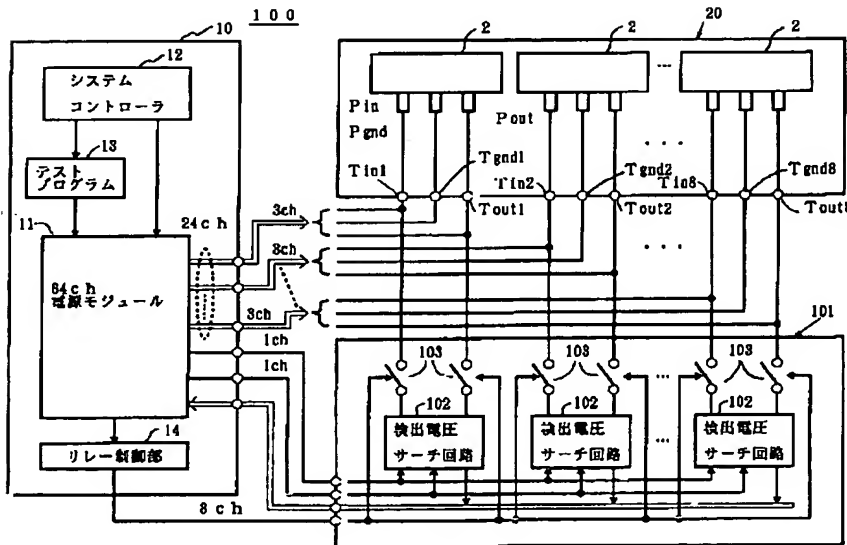 100
10
12
システム
コントローラ
13
テスト
プログラム
11
24ch
64ch
電源モジュール
3ch
3ch
3ch
1ch
1ch
14
リレー制御部
8ch
20
2
2
2
...
Pin
Pgnd
Pout
Tin1
Tgnd1
Tout1
Tin2
Tgnd2
Tout2
Tin8
Tgnd8
Tout8
101
103
103
103
102
検出電圧
サーチ回路
102
検出電圧
サーチ回路
102
検出電圧
サーチ回路